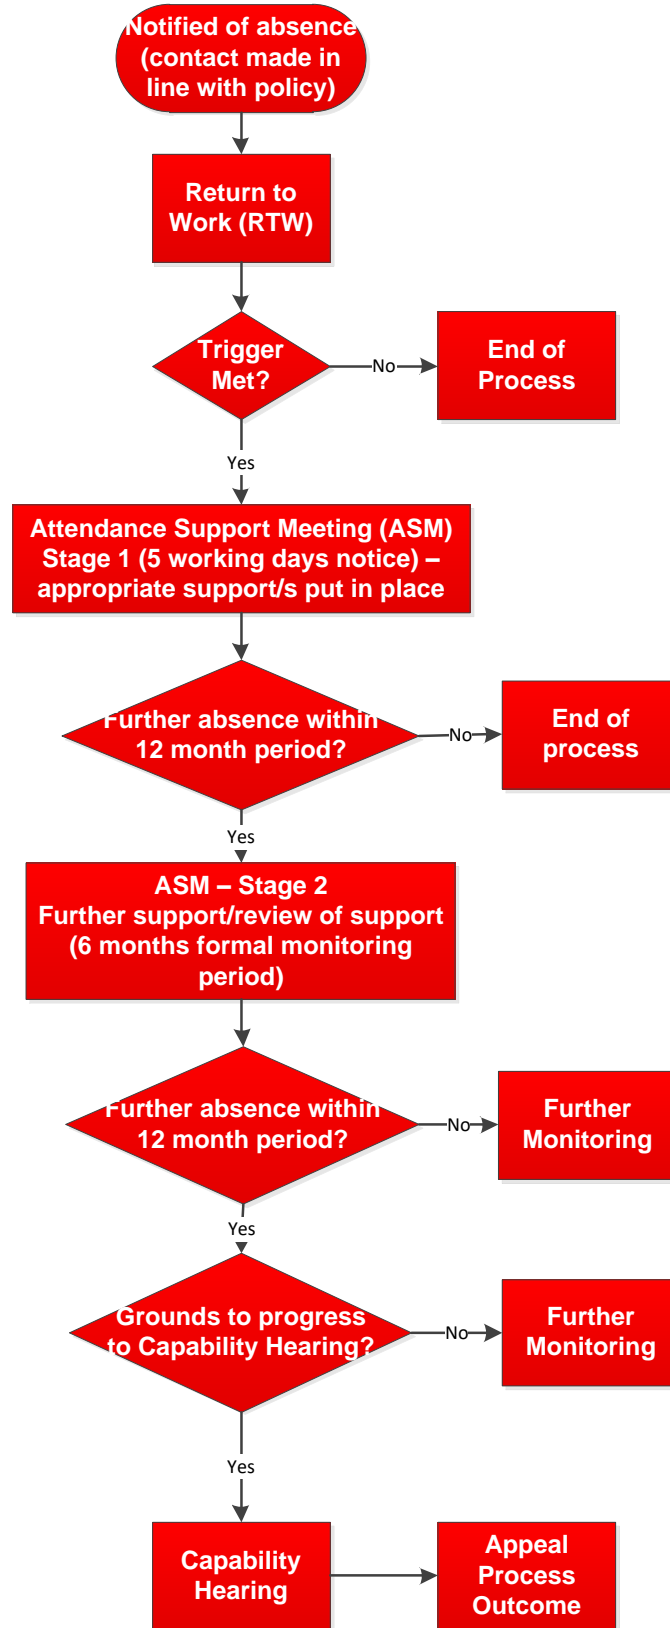 Notified of absence
(contact made in
line with policy)
Return to
Work (RTW)
Trigger
Met?
No
End of
Process
Yes
Attendance Support Meeting (ASM)
Stage 1 (5 working days notice) –
appropriate support/s put in place
Further absence within
12 month period?
No
End of
process
Yes
ASM – Stage 2
Further support/review of support
(6 months formal monitoring
period)
Further absence within
12 month period?
No
Further
Monitoring
Yes
Grounds to progress
to Capability Hearing?
No
Further
Monitoring
Yes
Capability
Hearing
Appeal
Process
Outcome